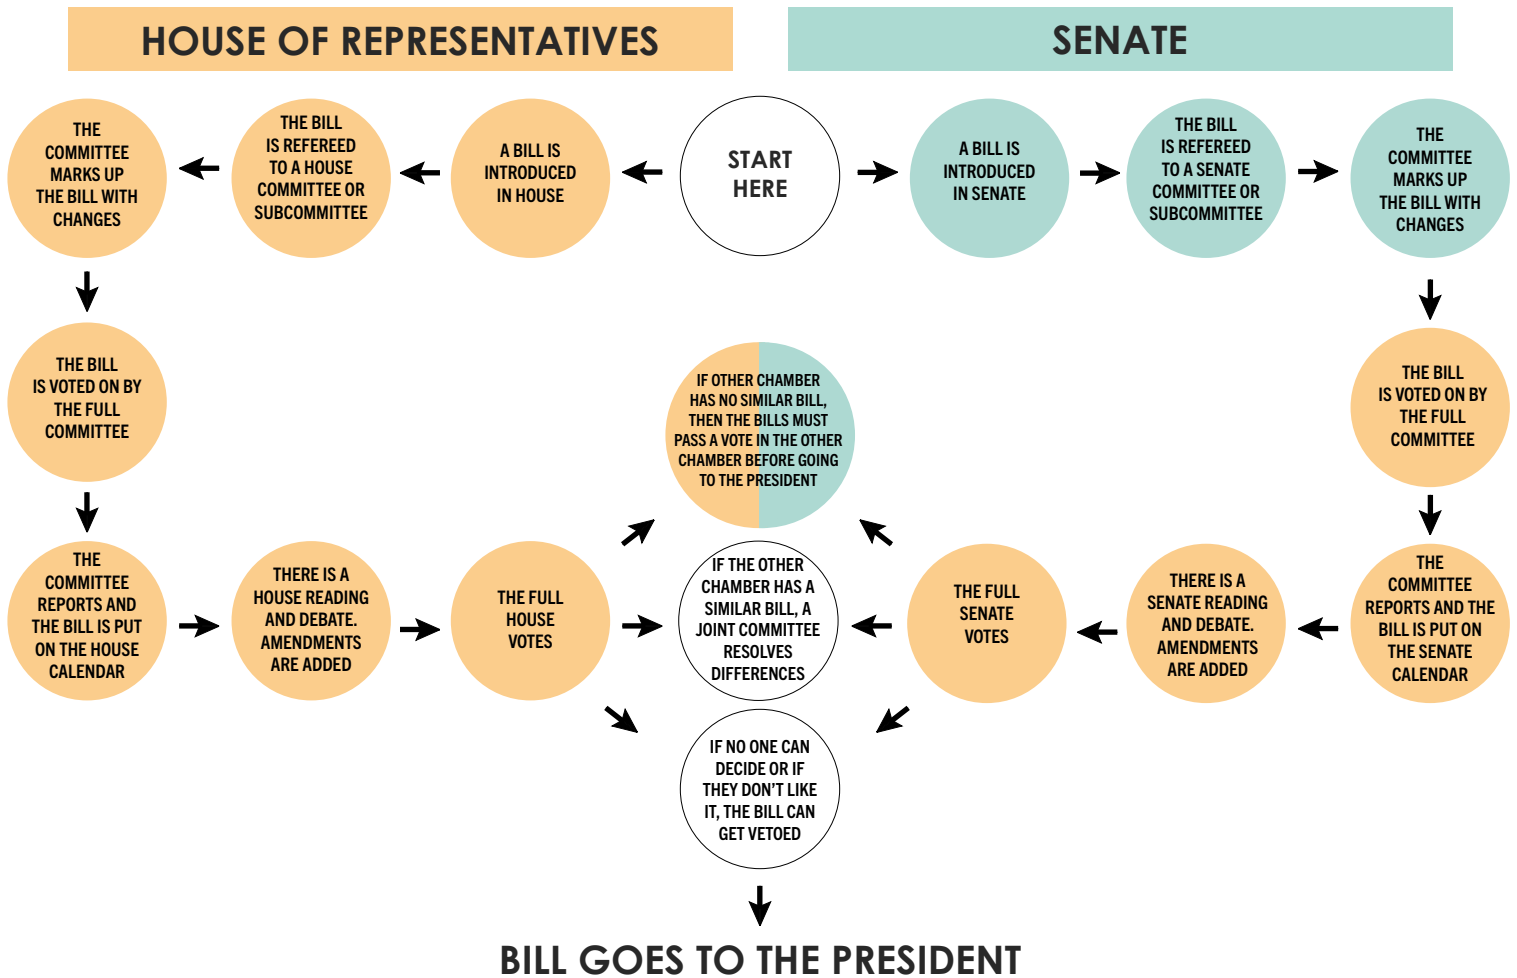 HOUSE OF REPRESENTATIVES
SENATE
THE
COMMITTEE
MARKS UP
THE BILL WITH
CHANGES
THE BILL
IS REFEREED
TO A HOUSE
COMMITTEE OR
SUBCOMMITTEE
A BILL IS
INTRODUCED
IN HOUSE
START
HERE
A BILL IS
INTRODUCED
IN SENATE
THE BILL
IS REFEREED
TO A SENATE
COMMITTEE OR
SUBCOMMITTEE
THE
COMMITTEE
MARKS UP
THE BILL WITH
CHANGES
THE BILL
IS VOTED ON BY
THE FULL
COMMITTEE
IF OTHER CHAMBER
HAS NO SIMILAR BILL,
THEN THE BILLS MUST
PASS A VOTE IN THE OTHER
CHAMBER BEFORE GOING
TO THE PRESIDENT
THE BILL
IS VOTED ON BY
THE FULL
COMMITTEE
THE
COMMITTEE
REPORTS AND
THE BILL IS PUT
ON THE HOUSE
CALENDAR
THERE IS A
HOUSE READING
AND DEBATE.
AMENDMENTS
ARE ADDED
THE FULL
HOUSE
VOTES
IF THE OTHER
CHAMBER HAS A
SIMILAR BILL, A
JOINT COMMITTEE
RESOLVES
DIFFERENCES
THE FULL
SENATE
VOTES
THERE IS A
SENATE READING
AND DEBATE.
AMENDMENTS
ARE ADDED
THE
COMMITTEE
REPORTS AND THE
BILL IS PUT ON
THE SENATE
CALENDAR
IF NO ONE CAN
DECIDE OR IF
THEY DON'T LIKE
IT, THE BILL CAN
GET VETOED
BILL GOES TO THE PRESIDENT